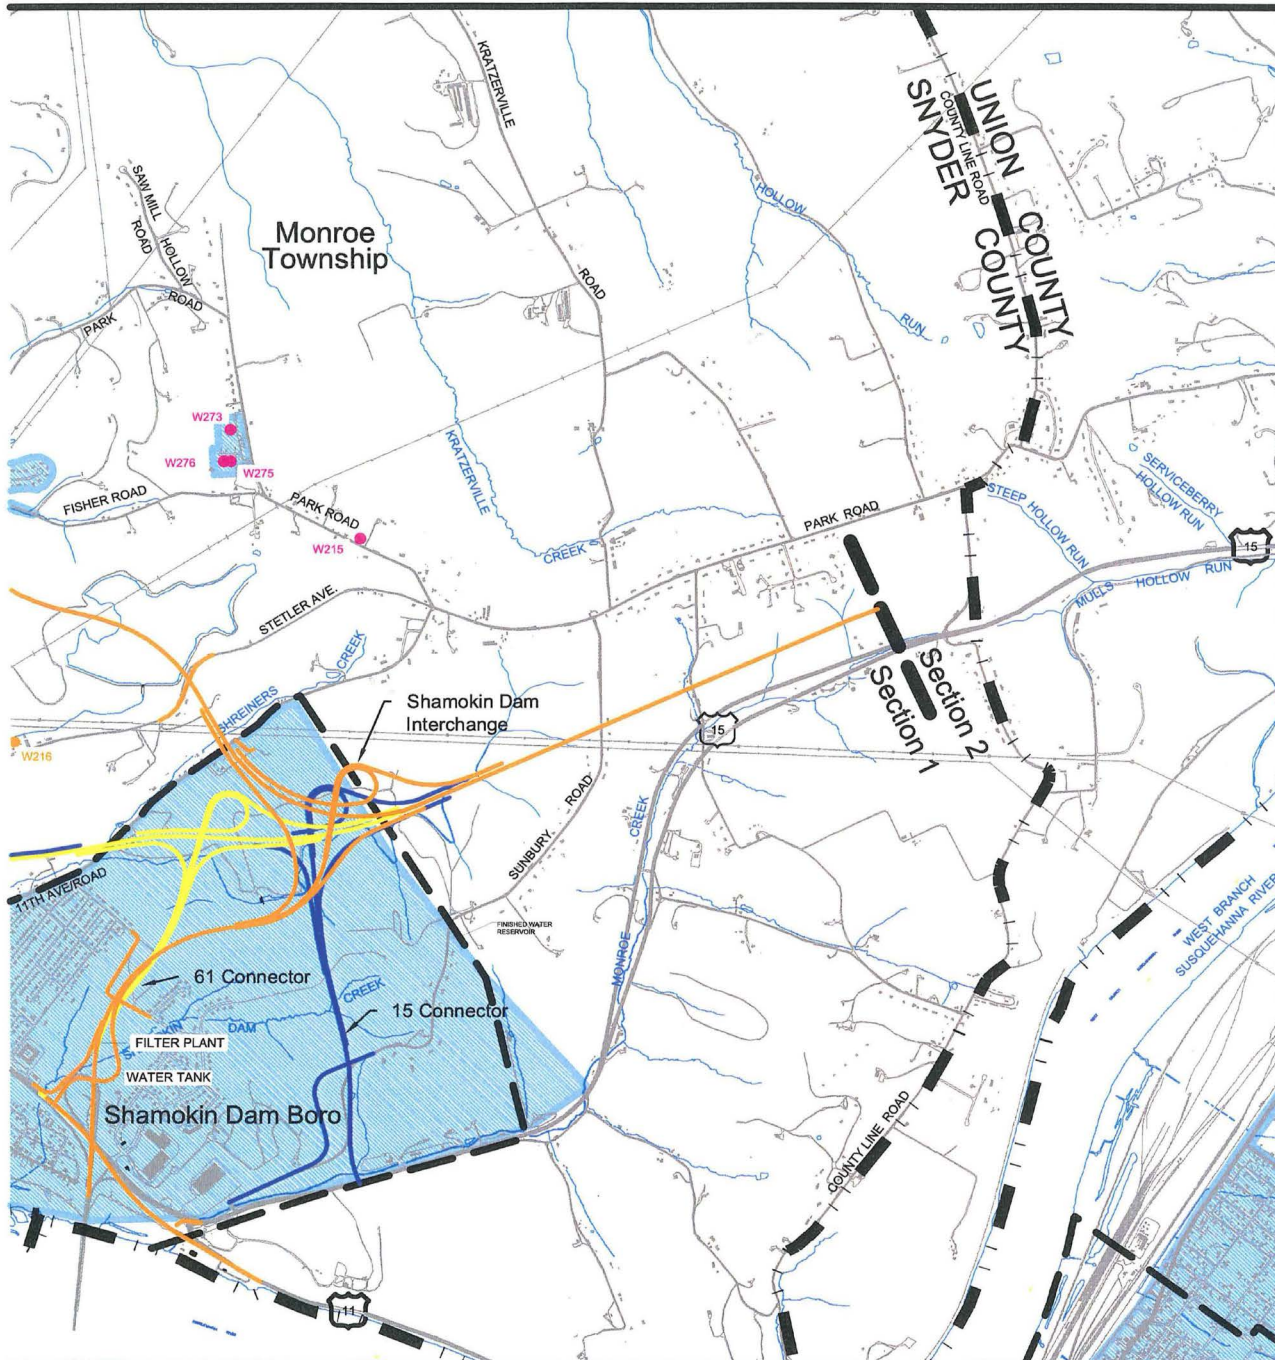 KRATZERVILLE
UNION COUNTY
COUNTY LINE ROAD
SNYDER COUNTY
SAW MILL
HOLLOW
ROAD
Monroe
Township
HOLLOW
RUN
ROAD
ROAD
PARK
W273
W276
W275
FISHER ROAD
PARK ROAD
W215
KRATZERVILLE
CREEK
PARK ROAD
STEEP HOLLOW RUN
SERVICEBERRY
HOLLOW RUN
15
MULLS HOLLOW RUN
STETLER AVE.
CREEK
SHREINERS
Shamokin Dam
Interchange
Section 2
Section 1
15
W216
SUNBURY
ROAD
CREEK
MONROE
11TH AVE/ROAD
FINISHED WATER
RESERVOIR
WEST BRANCH
SUSQUEHANNA RIVER
61 Connector
CREEK
15 Connector
DAM
FILTER PLANT
WATER TANK
Shamokin Dam Boro
COUNTY LINE ROAD
11